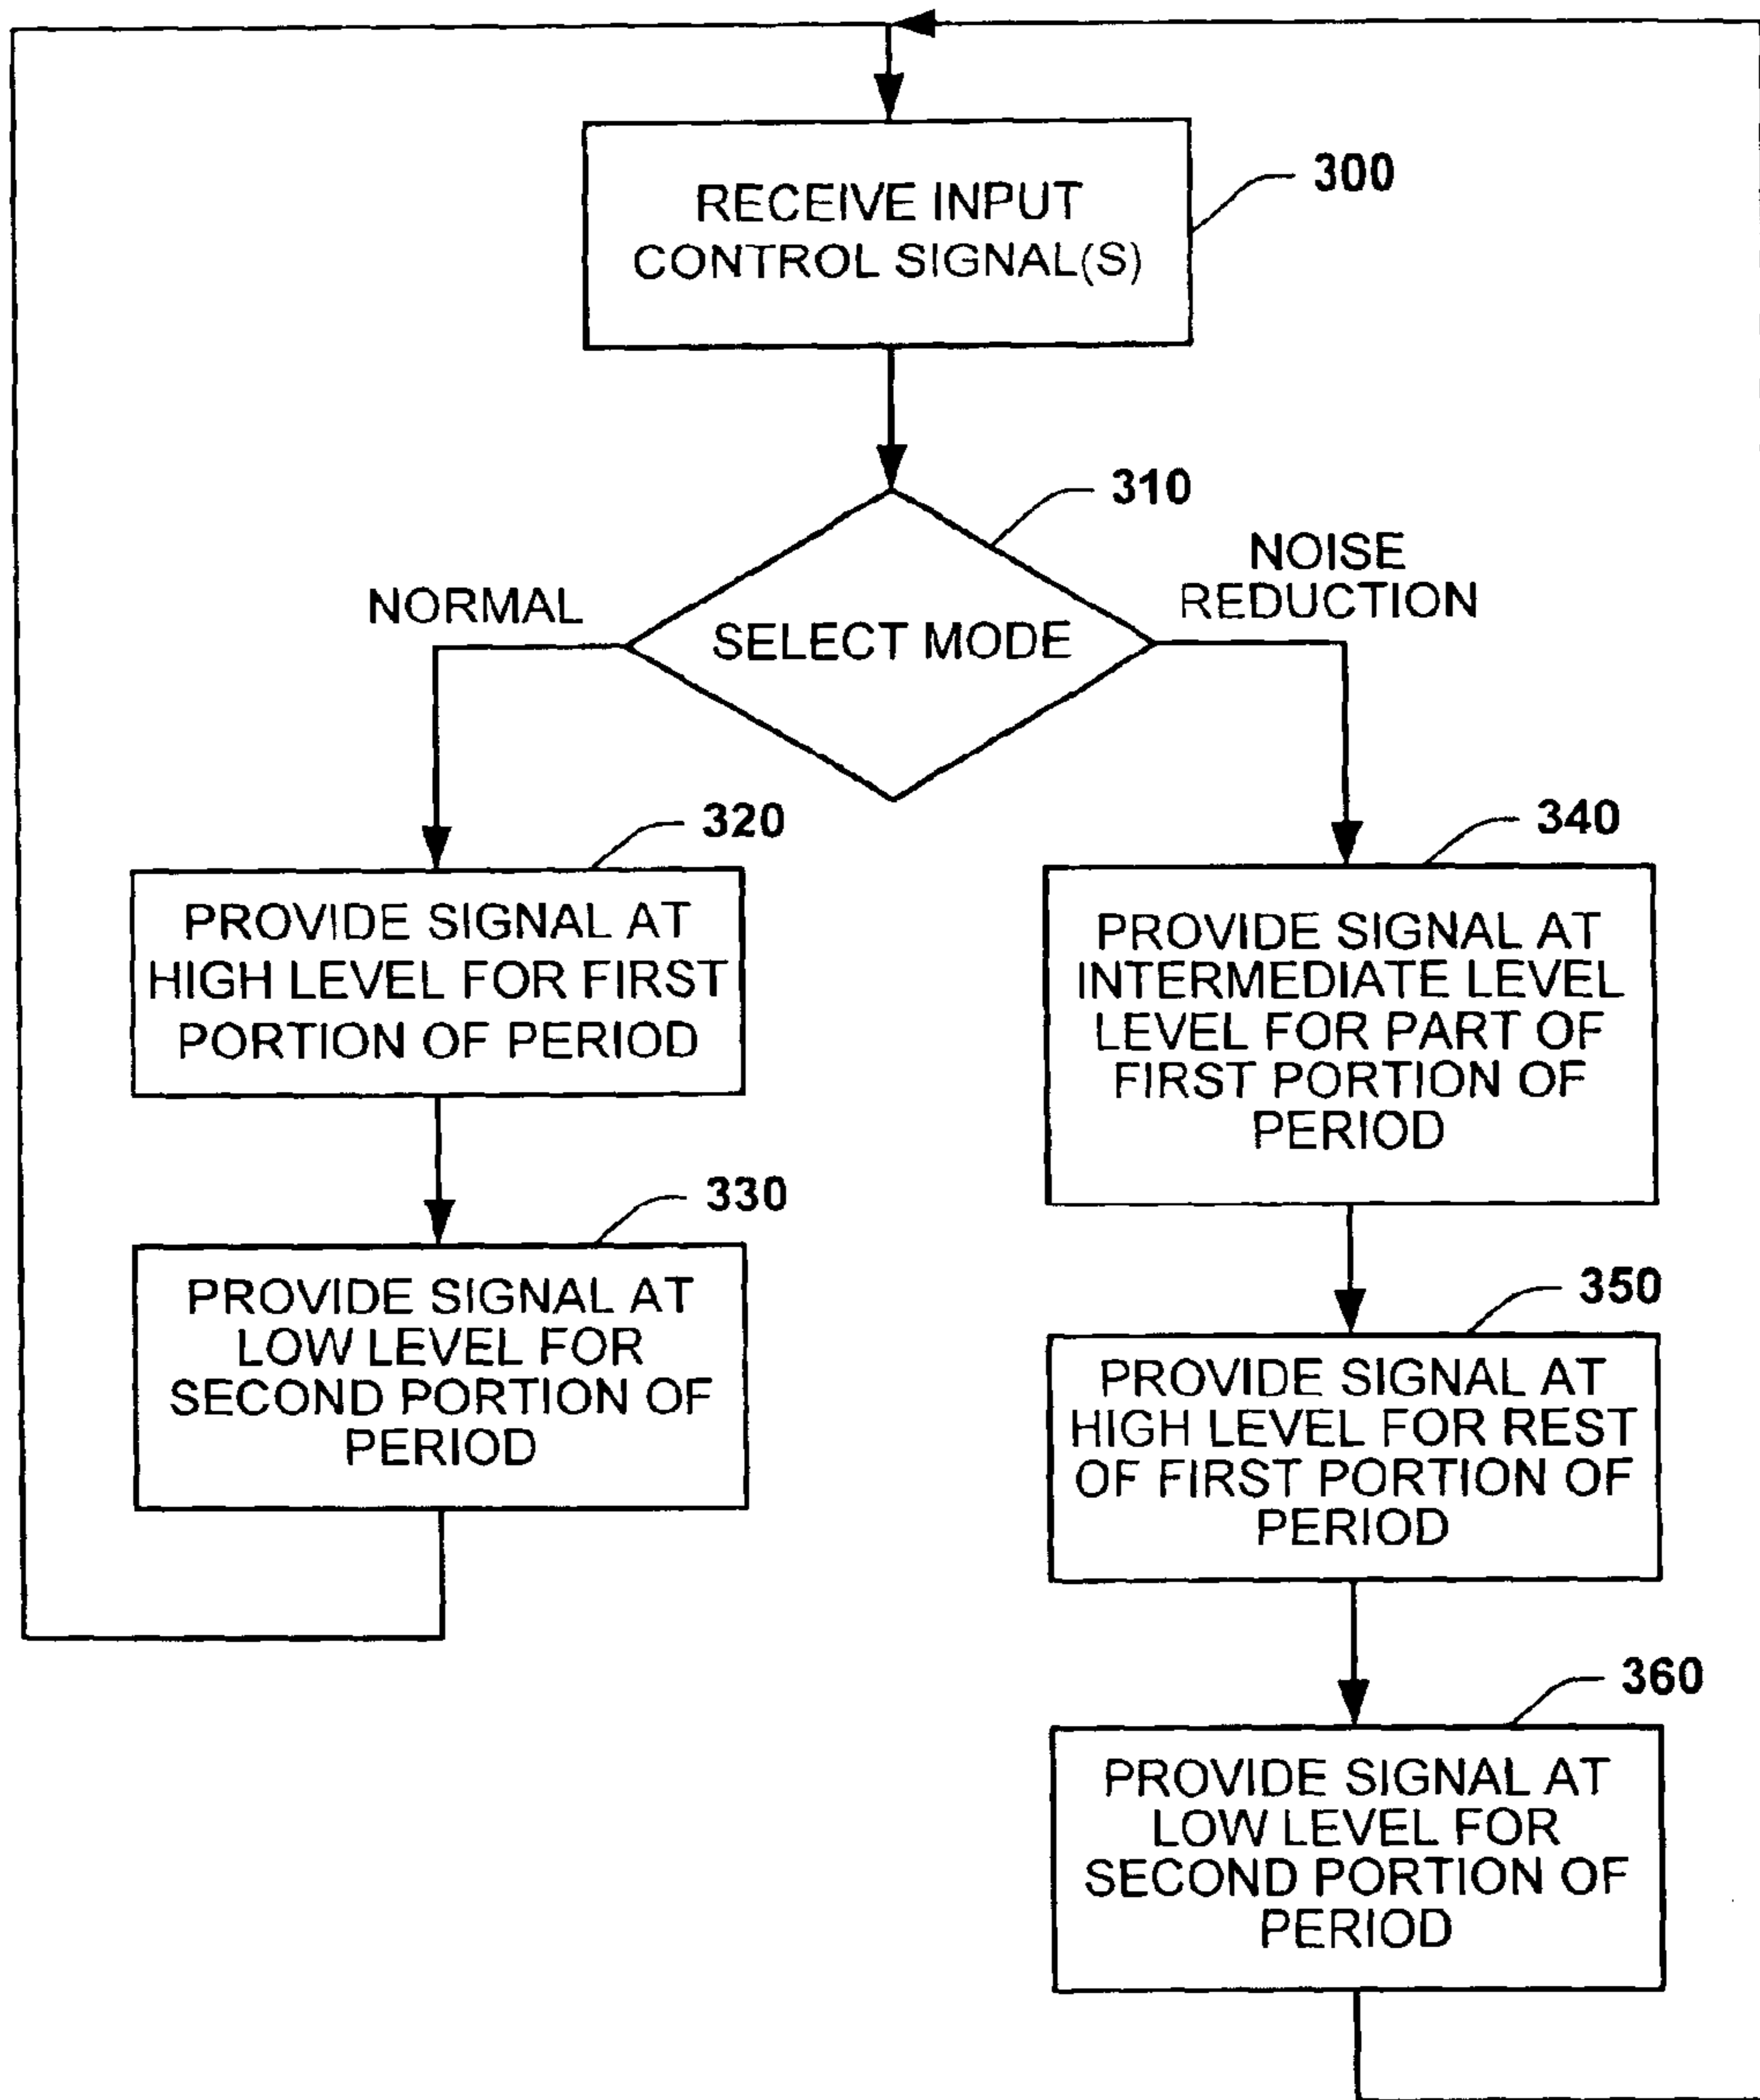 RECEIVE INPUT
CONTROL SIGNAL(S)
300
310
NORMAL
SELECT MODE
NOISE
REDUCTION
320
PROVIDE SIGNAL AT
HIGH LEVEL FOR FIRST
PORTION OF PERIOD
330
PROVIDE SIGNAL AT
LOW LEVEL FOR
SECOND PORTION OF
PERIOD
340
PROVIDE SIGNAL AT
INTERMEDIATE LEVEL
LEVEL FOR PART OF
FIRST PORTION OF
PERIOD
350
PROVIDE SIGNAL AT
HIGH LEVEL FOR REST
OF FIRST PORTION OF
PERIOD
360
PROVIDE SIGNAL AT
LOW LEVEL FOR
SECOND PORTION OF
PERIOD